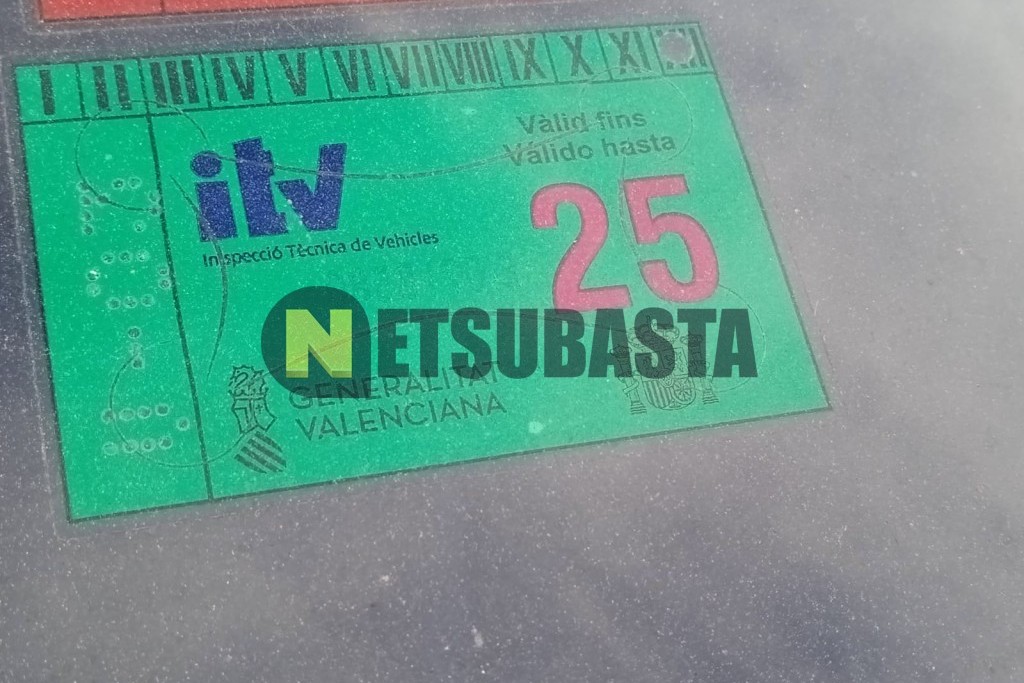 I II III IV V VI VII VIII IX X XI XII
itv
Inspecció Tècnica de Vehicles
Vàlid fins
Válido hasta
25
NETSUBASTA
GENERALITAT
VALENCIANA